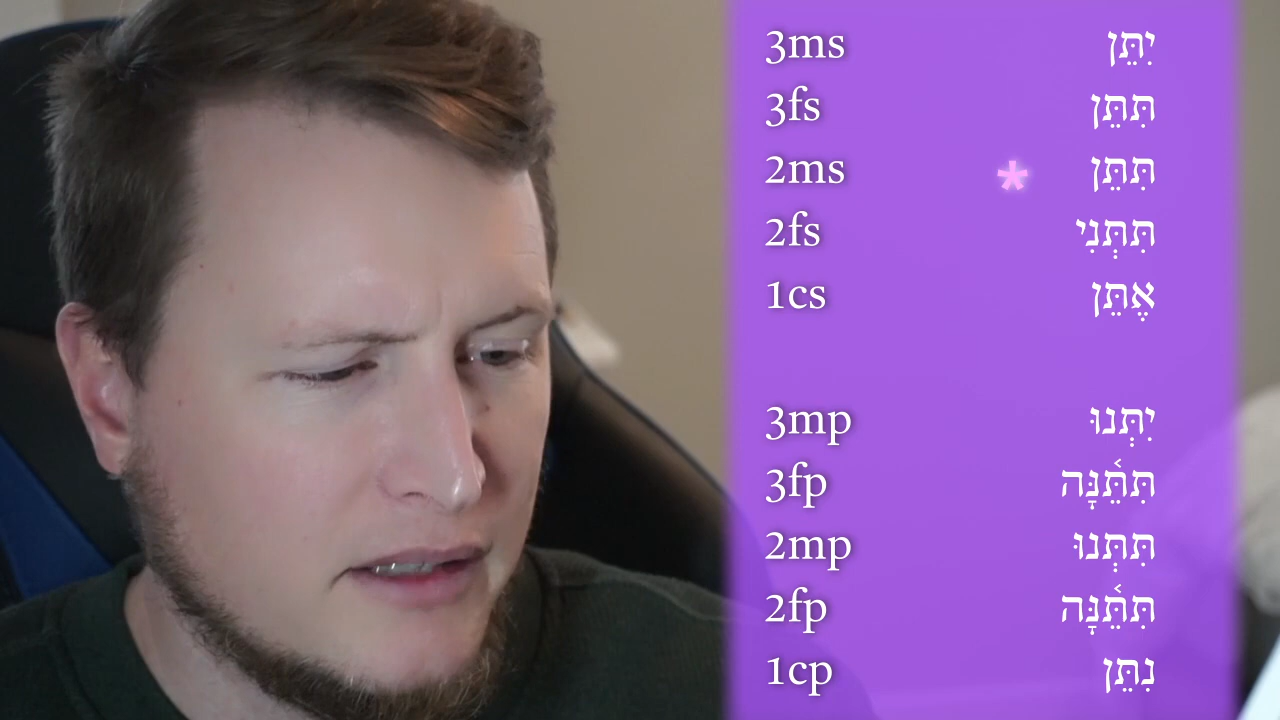 3ms יִתֵּן
3fs תִּתֵּן
2ms * תִּתֵּן
2fs תִּתְּנִי
1cs אֶתֵּן
3mp יִתְּנוּ
3fp תִּתֵּ֫נָּה
2mp תִּתְּנוּ
2fp תִּתֵּ֫נָּה
1cp נִתֵּן